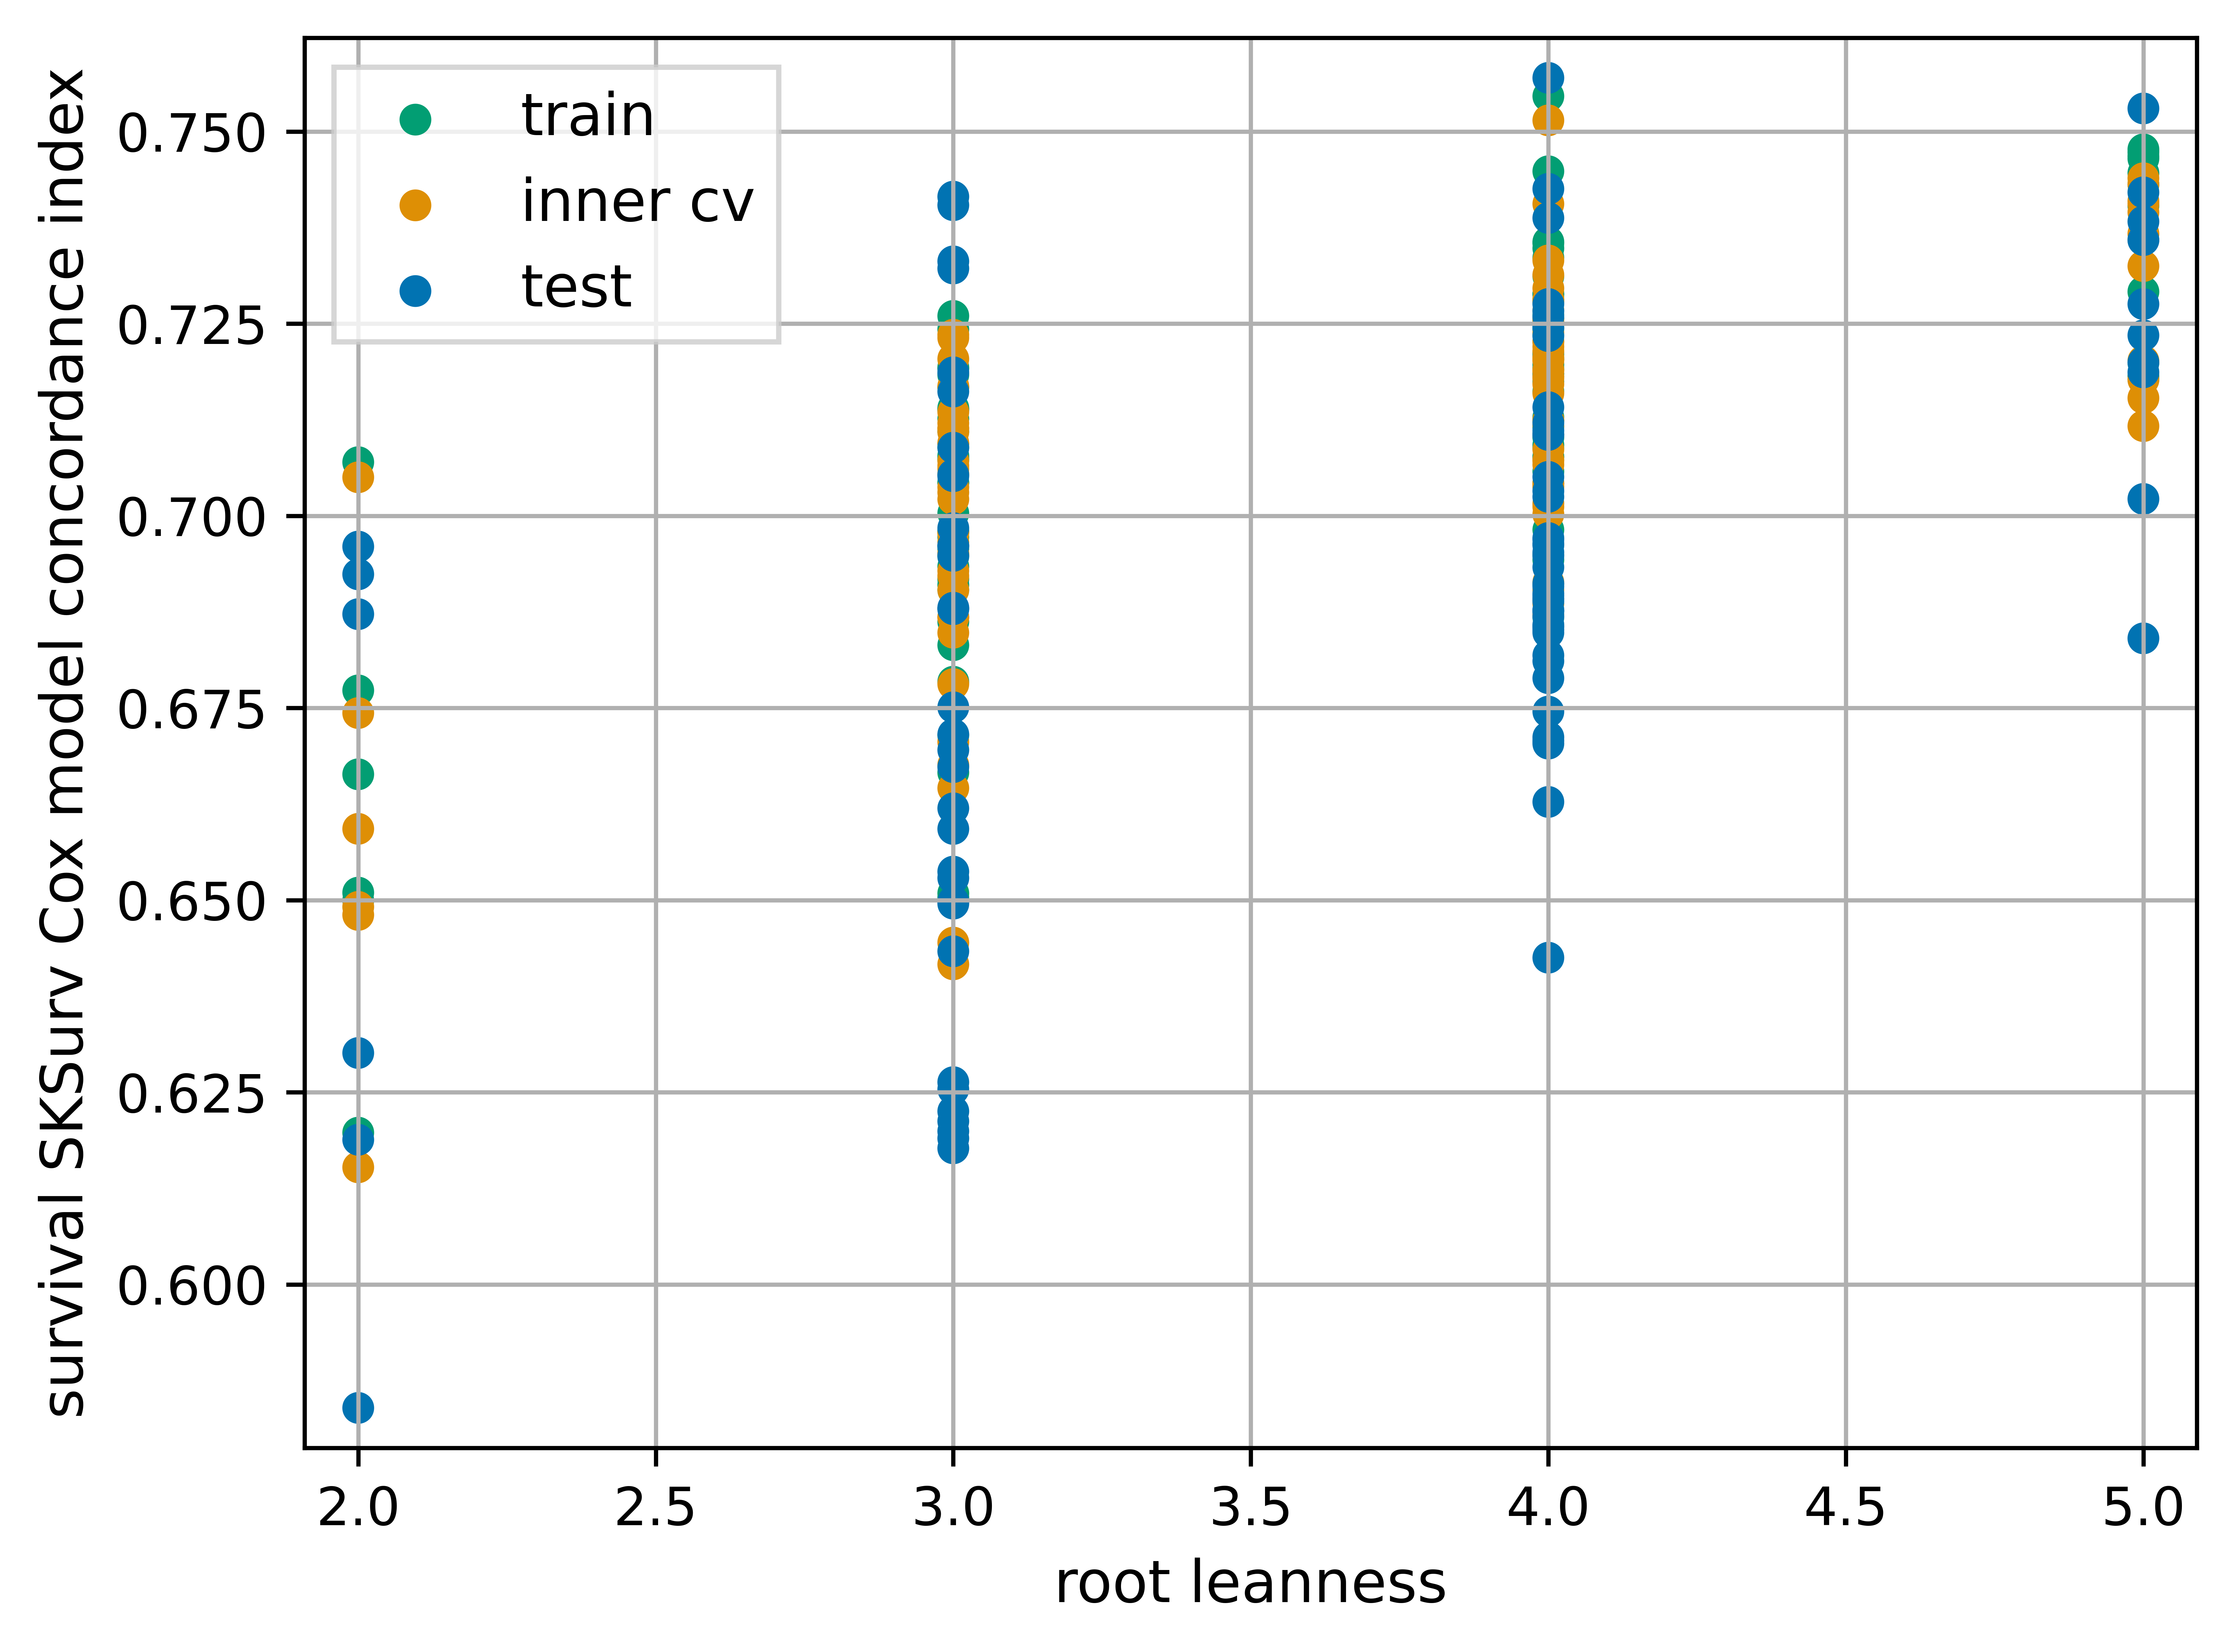 survival SKSurv Cox model concordance index
0.750
0.725
0.700
0.675
0.650
0.625
0.600
train
inner cv
test
2.0 2.5 3.0 3.5 4.0 4.5 5.0
root leanness